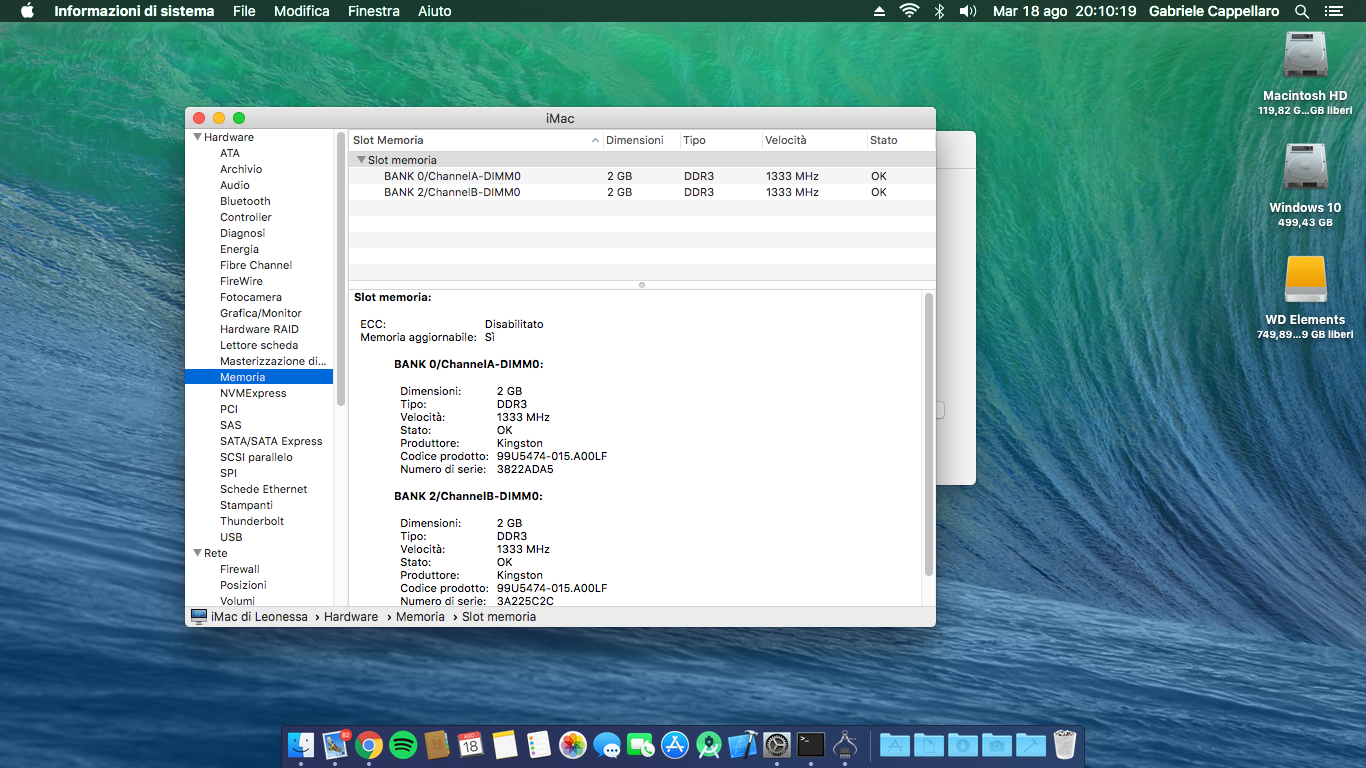 Informazioni di sistema File Modifica Finestra Aiuto Mar 18 ago 20:10:19 Gabriele Cappellaro
Macintosh HD
119,82 G...GB liberi
Windows 10
499,43 GB
WD Elements
749,89...9 GB liberi
iMac
Hardware
ATA
Archivio
Audio
Bluetooth
Controller
Diagnosi
Energia
Fibre Channel
FireWire
Fotocamera
Grafica/Monitor
Hardware RAID
Lettore scheda
Masterizzazione di...
Memoria
NVMExpress
PCI
SAS
SATA/SATA Express
SCSI parallelo
SPI
Schede Ethernet
Stampanti
Thunderbolt
USB
Rete
Firewall
Posizioni
Volumi
Slot Memoria Dimensioni Tipo Velocità Stato
Slot memoria
BANK 0/ChannelA-DIMM0 2 GB DDR3 1333 MHz OK
BANK 2/ChannelB-DIMM0 2 GB DDR3 1333 MHz OK
Slot memoria:
ECC: Disabilitato
Memoria aggiornabile: Sì
BANK 0/ChannelA-DIMM0:
Dimensioni: 2 GB
Tipo: DDR3
Velocità: 1333 MHz
Stato: OK
Produttore: Kingston
Codice prodotto: 99U5474-015.A00LF
Numero di serie: 3822ADA5
BANK 2/ChannelB-DIMM0:
Dimensioni: 2 GB
Tipo: DDR3
Velocità: 1333 MHz
Stato: OK
Produttore: Kingston
Codice prodotto: 99U5474-015.A00LF
Numero di serie: 3A225C2C
iMac di Leonessa › Hardware › Memoria › Slot memoria
82
AGO
18